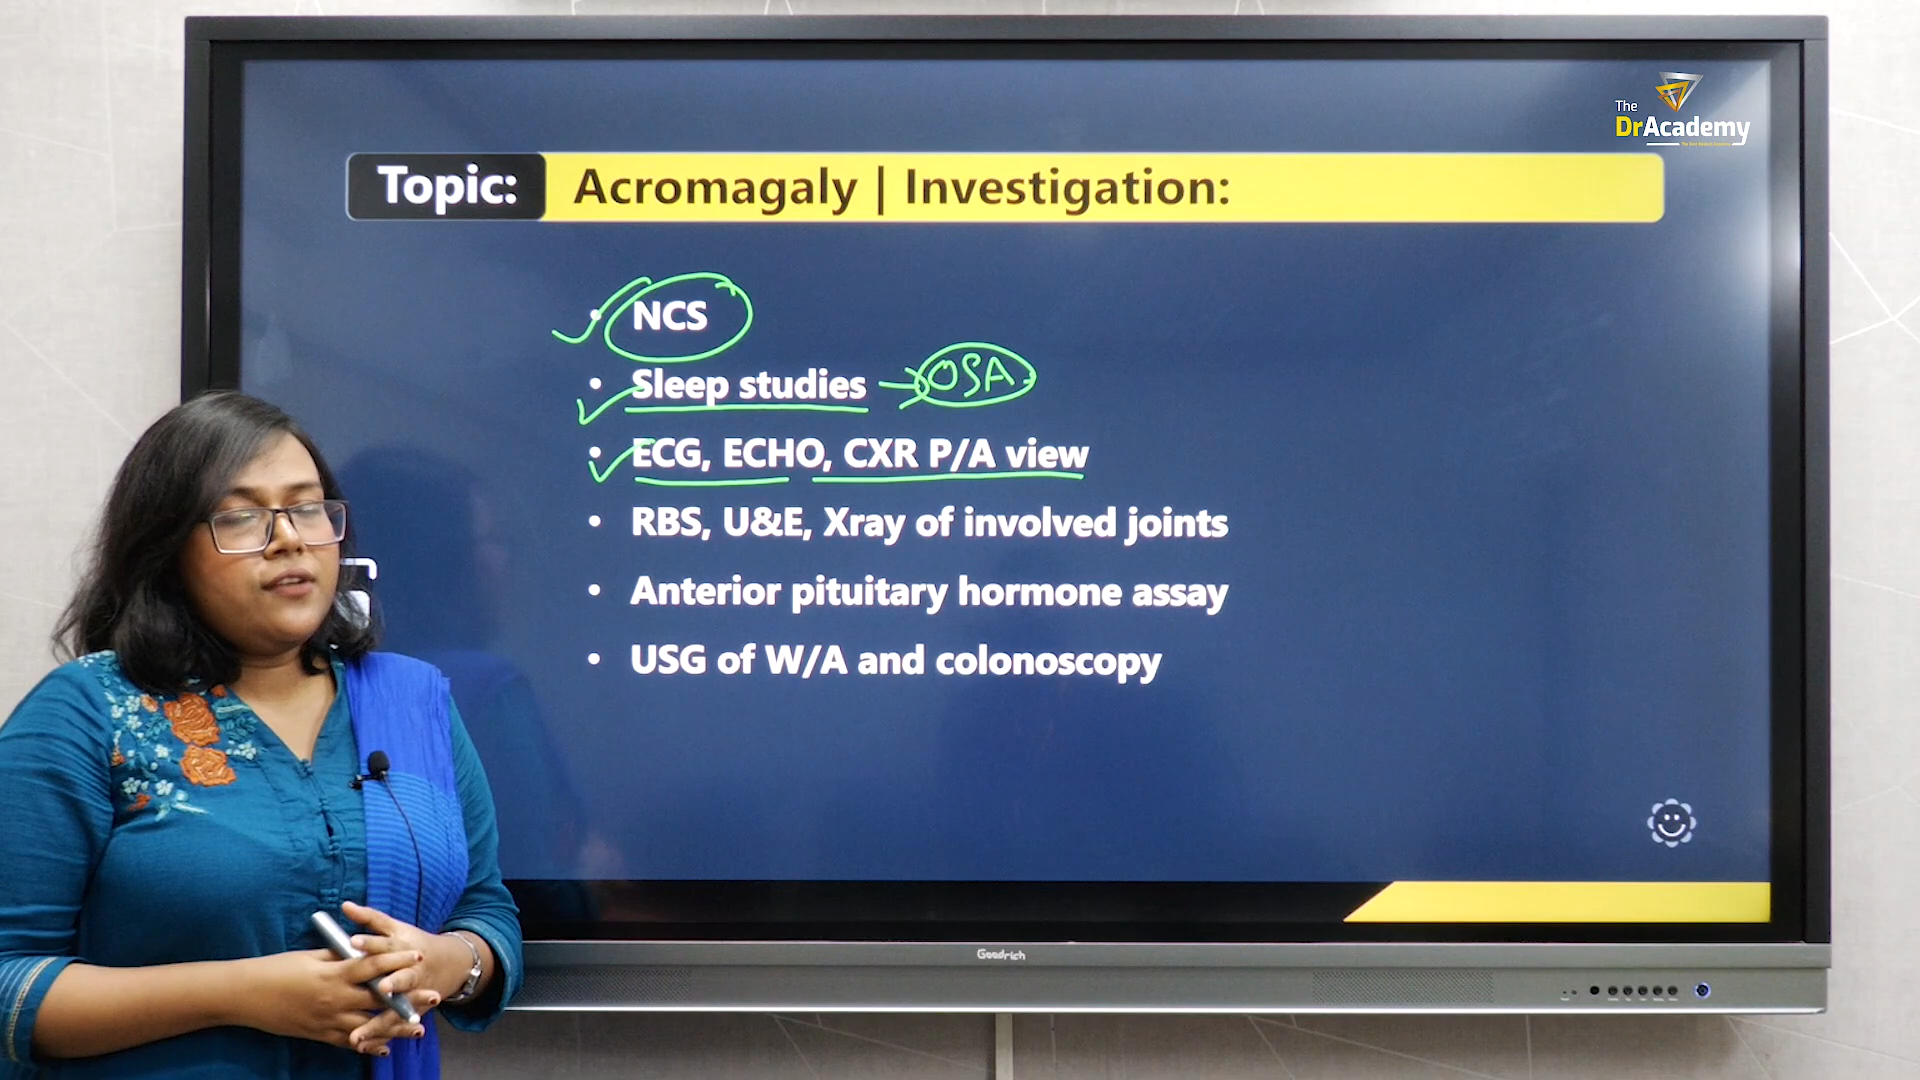 The
DrAcademy
Topic: Acromagaly | Investigation:
• NCS
• Sleep studies → OSA
• ECG, ECHO, CXR P/A view
• RBS, U&E, Xray of involved joints
• Anterior pituitary hormone assay
• USG of W/A and colonoscopy
Goodrich